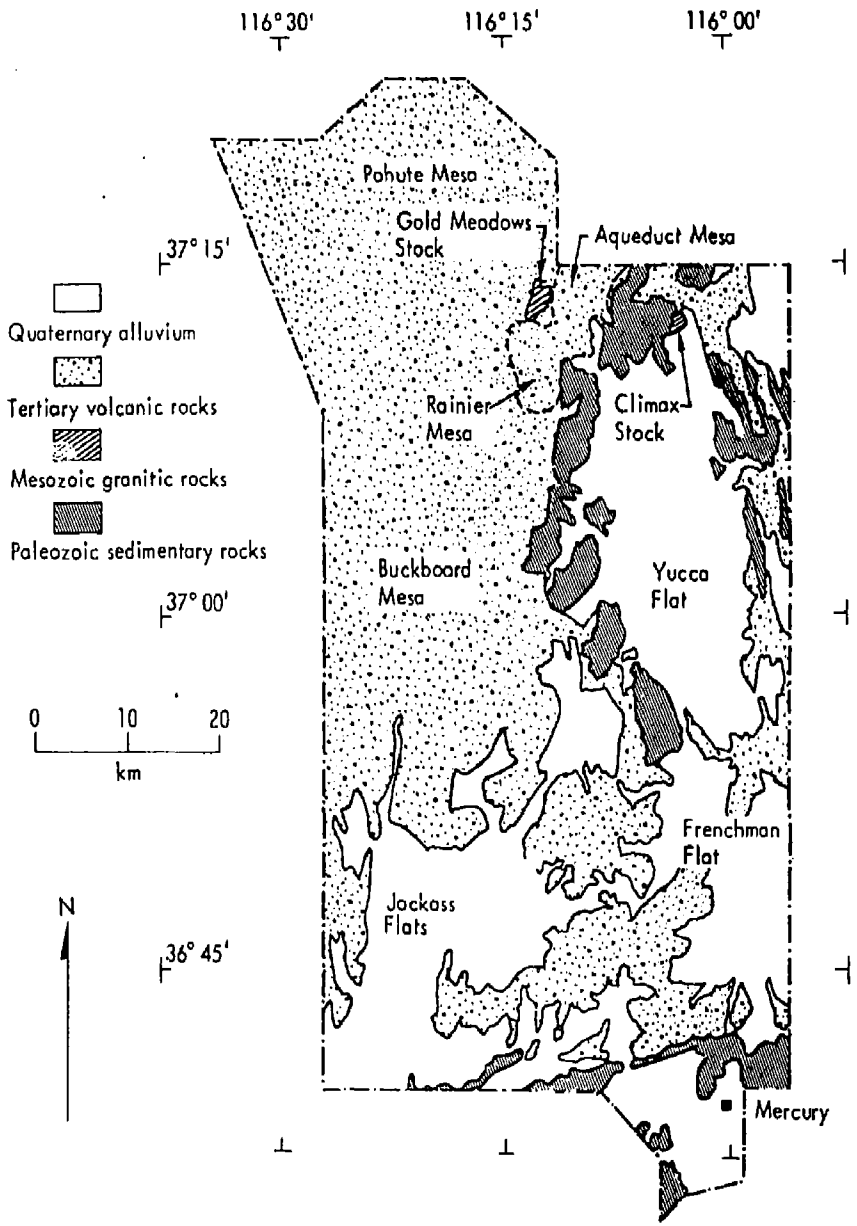 116° 30'
116° 15'
116° 00'
Pahute Mesa
Gold Meadows
Stock
Aqueduct Mesa
37° 15'
Quaternary alluvium
Tertiary volcanic rocks
Mesozoic granitic rocks
Paleozoic sedimentary rocks
Rainier
Mesa
Climax
Stock
Buckboard
Mesa
Yucca
Flat
37° 00'
0 10 20
km
Frenchman
Flat
Jackass
Flats
N
36° 45'
Mercury